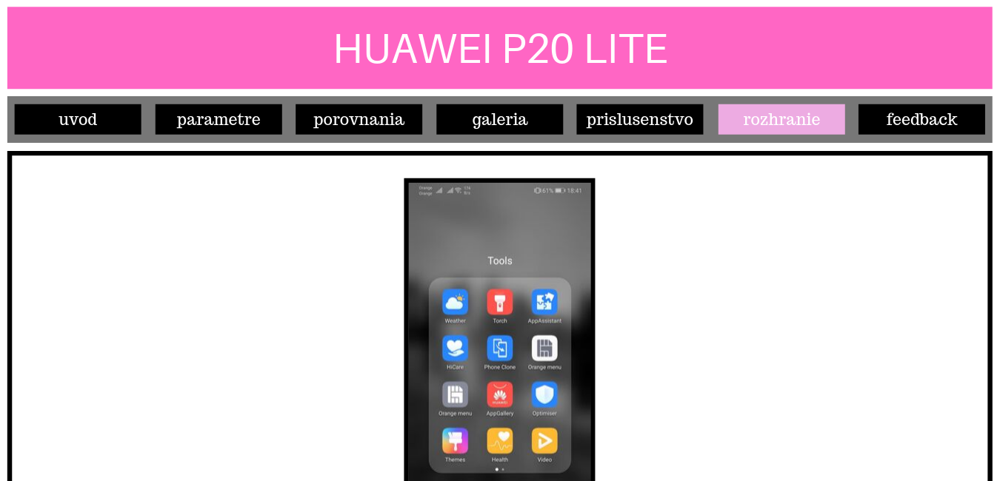 HUAWEI P20 LITE
uvod parametre porovnania galeria prislusenstvo rozhranie feedback
Orange
Orange
174
B/s
61% 18:41
Tools
Weather Torch AppAssistant
HiCare Phone Clone Orange menu
HUAWEI
Orange menu AppGallery Optimiser
Themes Health Video